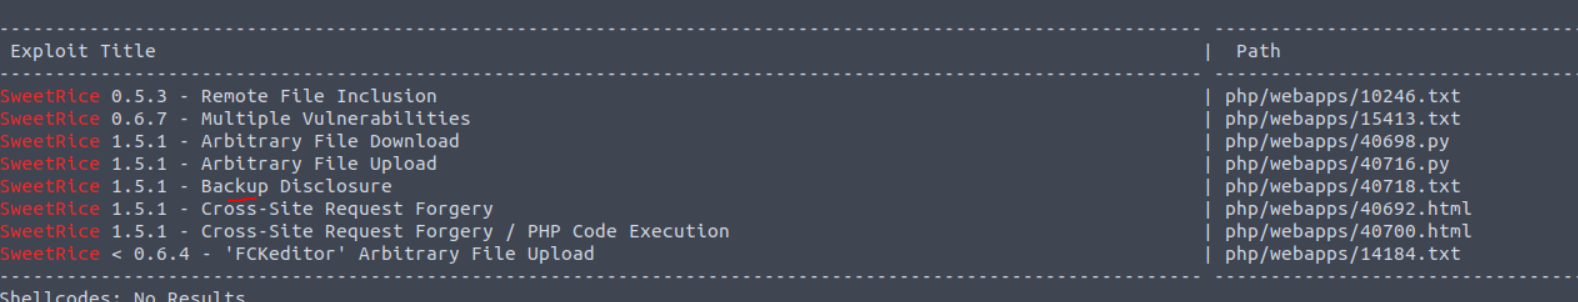 Exploit Title | Path
SweetRice 0.5.3 - Remote File Inclusion | php/webapps/10246.txt
SweetRice 0.6.7 - Multiple Vulnerabilities | php/webapps/15413.txt
SweetRice 1.5.1 - Arbitrary File Download | php/webapps/40698.py
SweetRice 1.5.1 - Arbitrary File Upload | php/webapps/40716.py
SweetRice 1.5.1 - Backup Disclosure | php/webapps/40718.txt
SweetRice 1.5.1 - Cross-Site Request Forgery | php/webapps/40692.html
SweetRice 1.5.1 - Cross-Site Request Forgery / PHP Code Execution | php/webapps/40700.html
SweetRice < 0.6.4 - 'FCKeditor' Arbitrary File Upload | php/webapps/14184.txt
Shellcodes: No Results